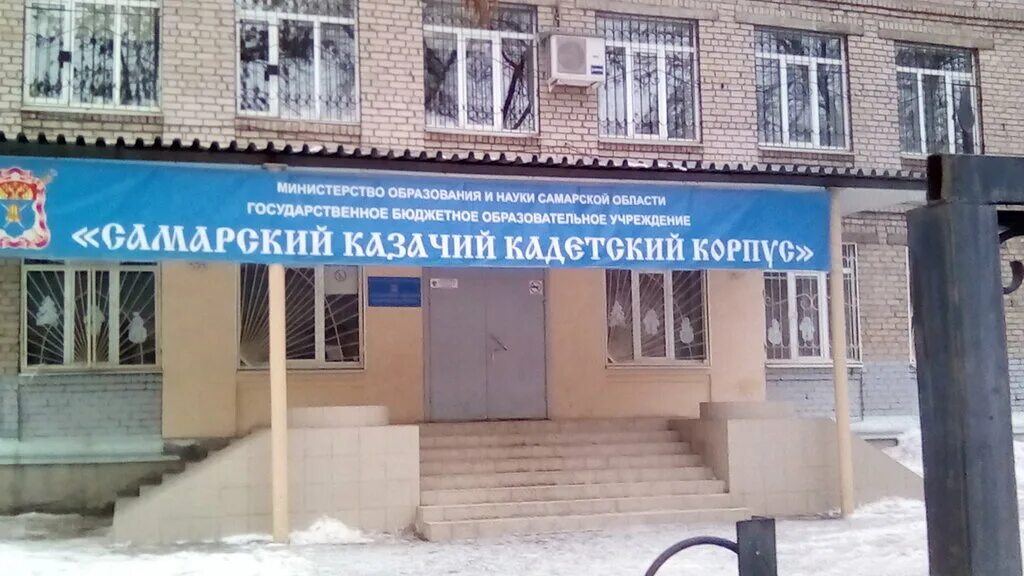 МИНИСТЕРСТВО ОБРАЗОВАНИЯ И НАУКИ САМАРСКОЙ ОБЛАСТИ
ГОСУДАРСТВЕННОЕ БЮДЖЕТНОЕ ОБРАЗОВАТЕЛЬНОЕ УЧРЕЖДЕНИЕ
«САМАРСКИЙ КАЗАЧИЙ КАДЕТСКИЙ КОРПУС»